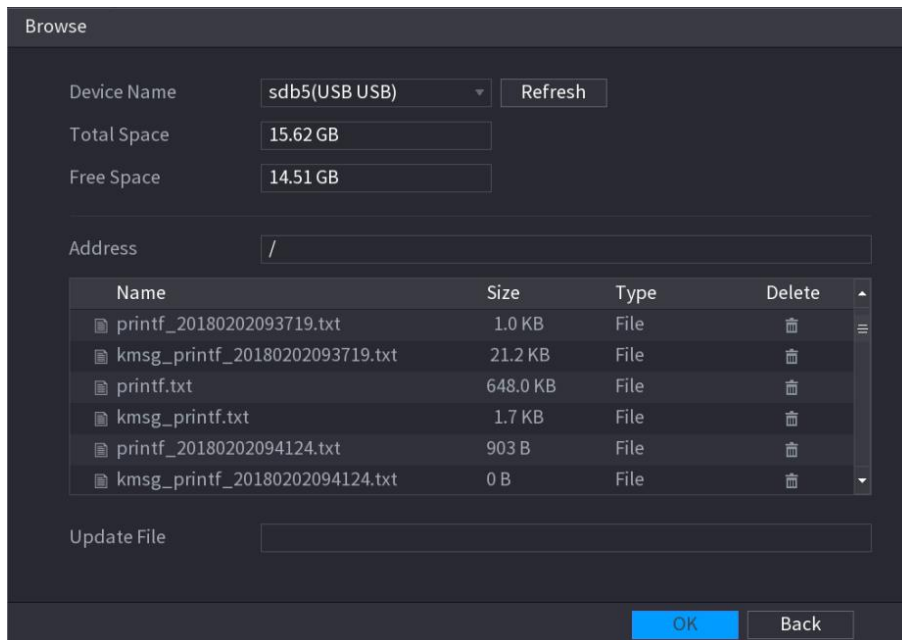 Browse
Device Name sdb5(USB USB) Refresh
Total Space 15.62 GB
Free Space 14.51 GB
Address /
Name Size Type Delete
printf_20180202093719.txt 1.0 KB File
kmsg_printf_20180202093719.txt 21.2 KB File
printf.txt 648.0 KB File
kmsg_printf.txt 1.7 KB File
printf_20180202094124.txt 903 B File
kmsg_printf_20180202094124.txt 0 B File
Update File
OK Back